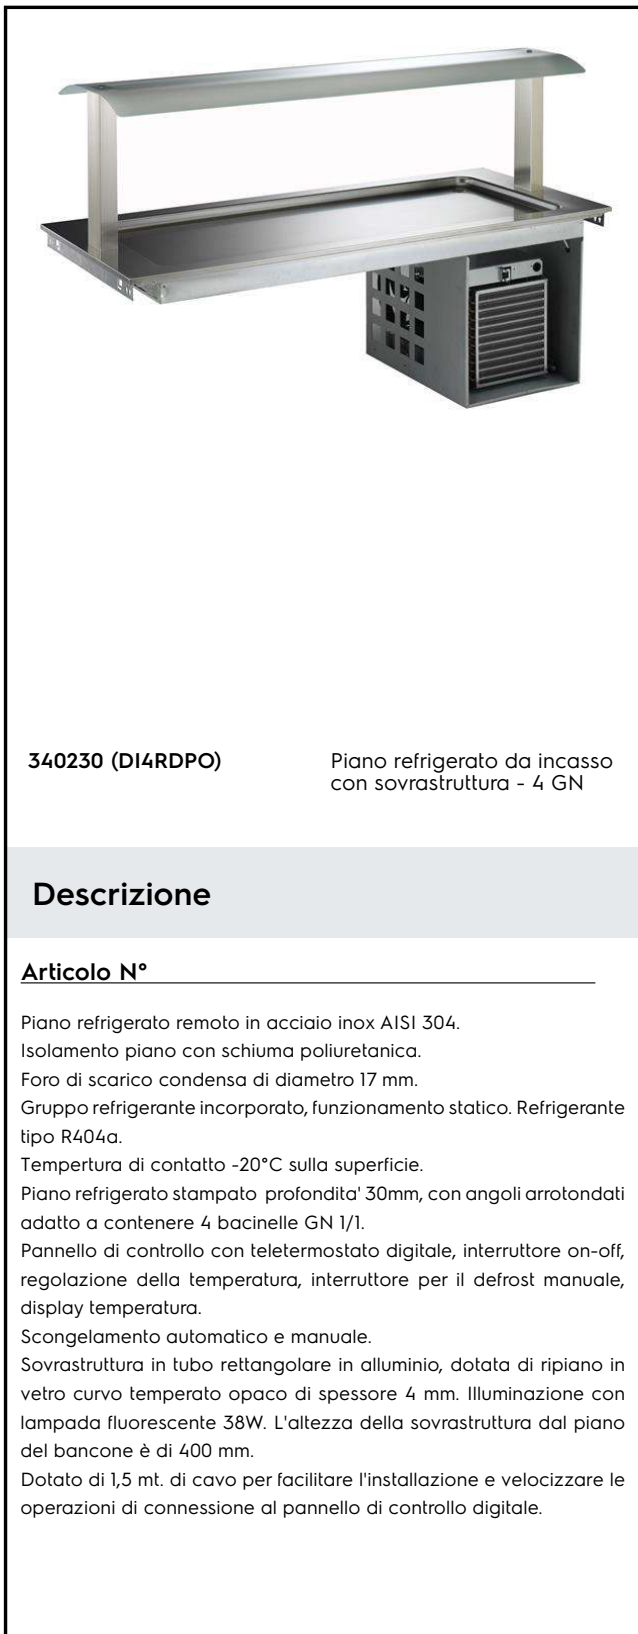 340230 (DI4RDPO)
Piano refrigerato da incasso
con sovrastruttura - 4 GN
Descrizione
Articolo N°
Piano refrigerato remoto in acciaio inox AISI 304.
Isolamento piano con schiuma poliuretanica.
Foro di scarico condensa di diametro 17 mm.
Gruppo refrigerante incorporato, funzionamento statico. Refrigerante
tipo R404a.
Tempertura di contatto -20°C sulla superficie.
Piano refrigerato stampato profondita' 30mm, con angoli arrotondati
adatto a contenere 4 bacinelle GN 1/1.
Pannello di controllo con teletermostato digitale, interruttore on-off,
regolazione della temperatura, interruttore per il defrost manuale,
display temperatura.
Scongelamento automatico e manuale.
Sovrastruttura in tubo rettangolare in alluminio, dotata di ripiano in
vetro curvo temperato opaco di spessore 4 mm. Illuminazione con
lampada fluorescente 38W. L'altezza della sovrastruttura dal piano
del bancone è di 400 mm.
Dotato di 1,5 mt. di cavo per facilitare l'installazione e velocizzare le
operazioni di connessione al pannello di controllo digitale.